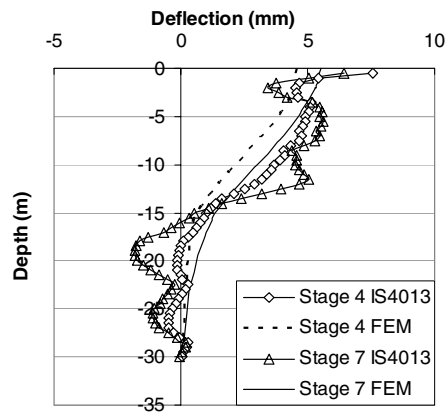 Deflection (mm)
-5 0 5 10
0
-5
-10
-15
-20
-25
-30
-35
Depth (m)
Stage 4 IS4013
Stage 4 FEM
Stage 7 IS4013
Stage 7 FEM